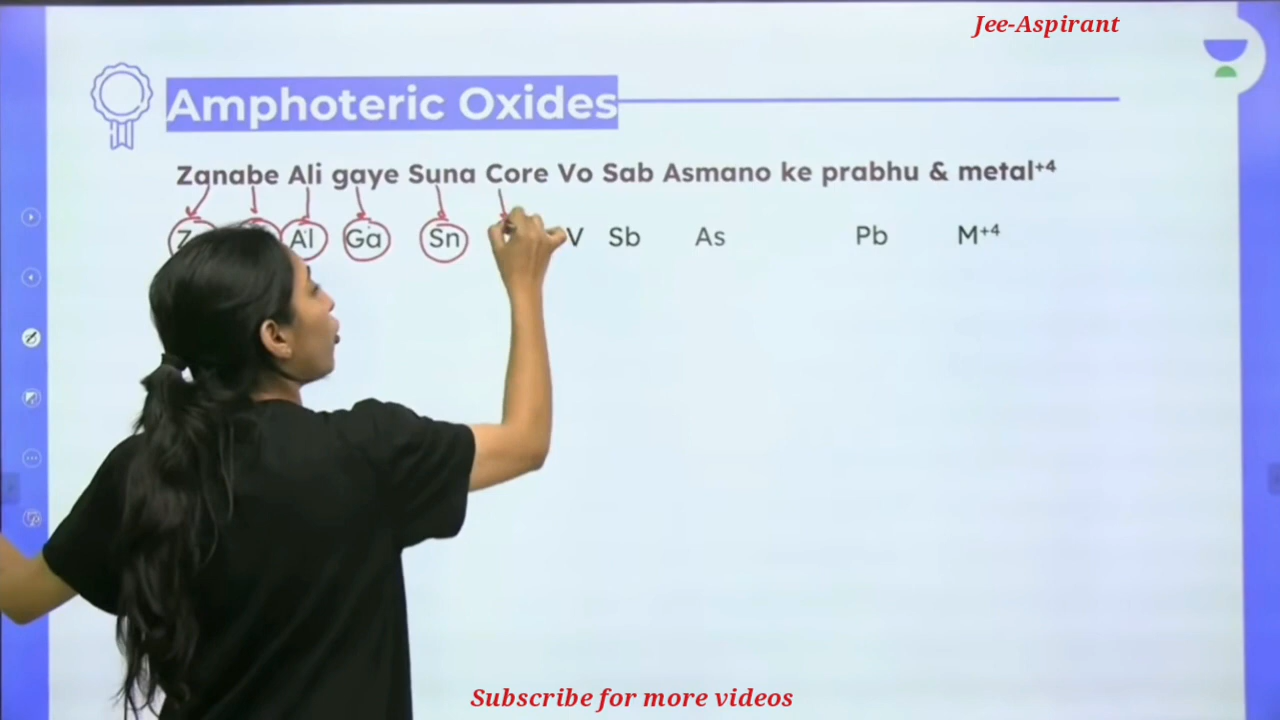 Jee-Aspirant
Amphoteric Oxides
Zanabe Ali gaye Suna Core Vo Sab Asmano ke prabhu & metal⁺⁴
Z Al Ga Sn V Sb As Pb M⁺⁴
Subscribe for more videos